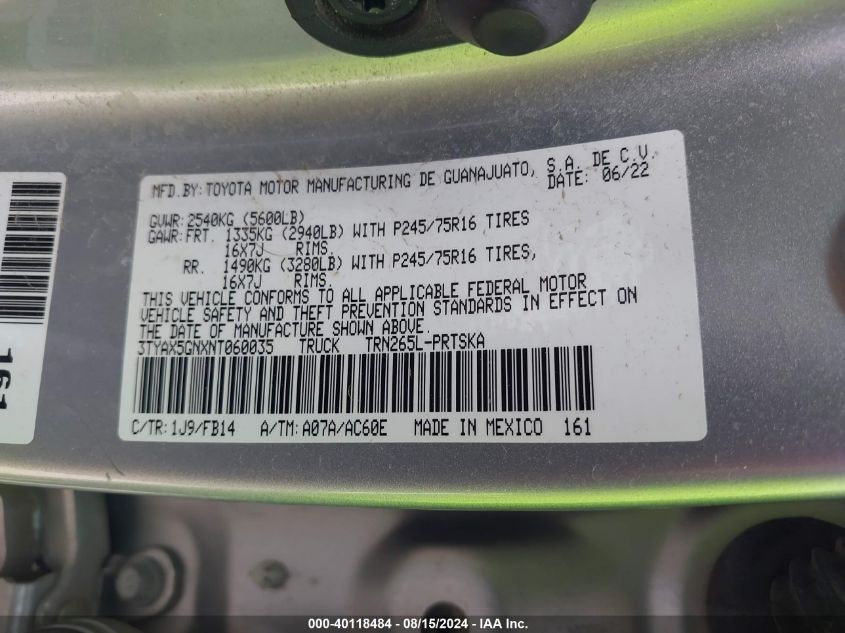 MFD.BY:TOYOTA MOTOR MANUFACTURING DE GUANAJUATO, S.A. DE C.V.
DATE: 06/22
GVWR:2540KG (5600LB)
GAWR:FRT. 1335KG (2940LB) WITH P245/75R16 TIRES
16X7J RIMS.
RR. 1490KG (3280LB) WITH P245/75R16 TIRES,
16X7J RIMS.
THIS VEHICLE CONFORMS TO ALL APPLICABLE FEDERAL MOTOR
VEHICLE SAFETY AND THEFT PREVENTION STANDARDS IN EFFECT ON
THE DATE OF MANUFACTURE SHOWN ABOVE.
3TYAX5GNXNT060035 TRUCK TRN265L-PRTSKA
C/TR:1J9/FB14 A/TM:A07A/AC60E MADE IN MEXICO 161
161
000-40118484 - 08/15/2024 - IAA Inc.